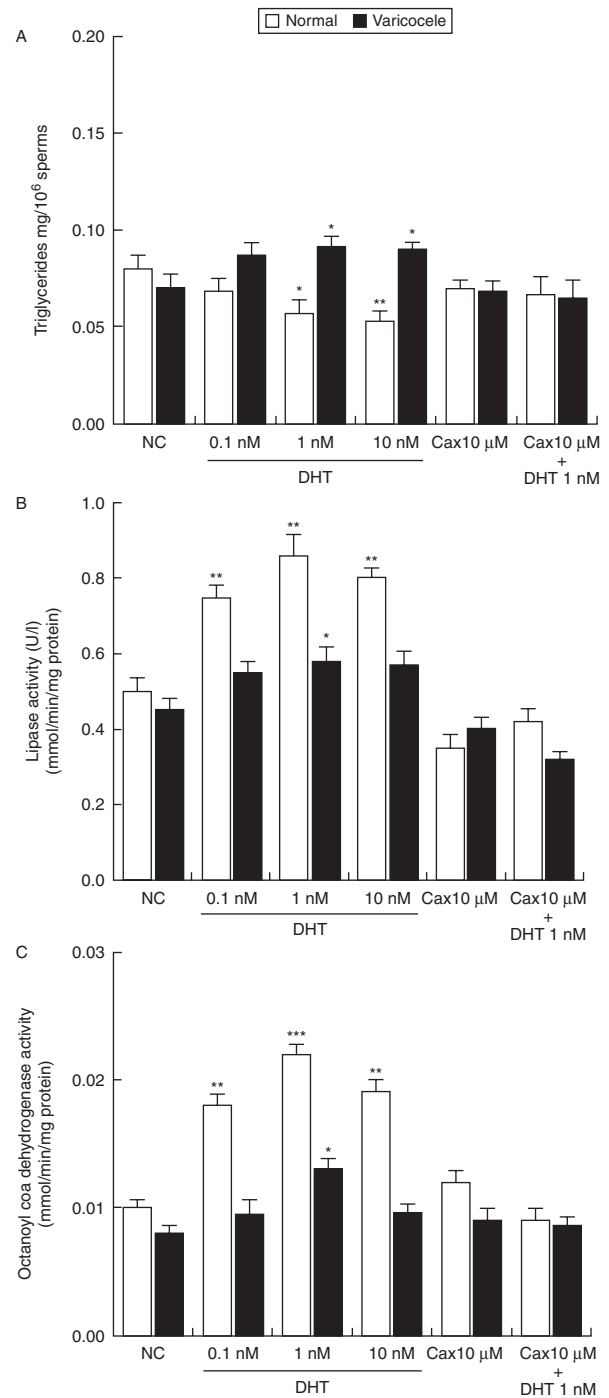 Normal Varicocele
A
Triglycerides mg/10⁶ sperms
0.20
0.15
0.10
0.05
0.00
* * * **
NC 0.1 nM 1 nM 10 nM Cax10 μM Cax10 μM
+
DHT 1 nM
DHT
B
Lipase activity (U/l)
(mmol/min/mg protein)
1.0
0.8
0.6
0.4
0.2
0.0
** ** * **
NC 0.1 nM 1 nM 10 nM Cax10 μM Cax10 μM
+
DHT 1 nM
DHT
C
Octanoyl coa dehydrogenase activity
(mmol/min/mg protein)
0.03
0.02
0.01
0.00
** *** * **
NC 0.1 nM 1 nM 10 nM Cax10 μM Cax10 μM
+
DHT 1 nM
DHT